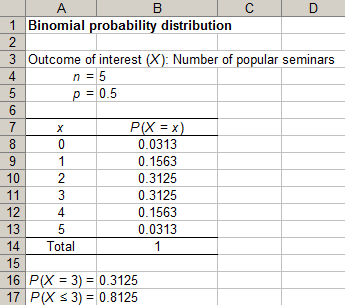 A B C D
1 Binomial probability distribution
2
3 Outcome of interest (X): Number of popular seminars
4 n = 5
5 p = 0.5
6
7 x P(X = x)
8 0 0.0313
9 1 0.1563
10 2 0.3125
11 3 0.3125
12 4 0.1563
13 5 0.0313
14 Total 1
15
16 P(X = 3) = 0.3125
17 P(X ≤ 3) = 0.8125